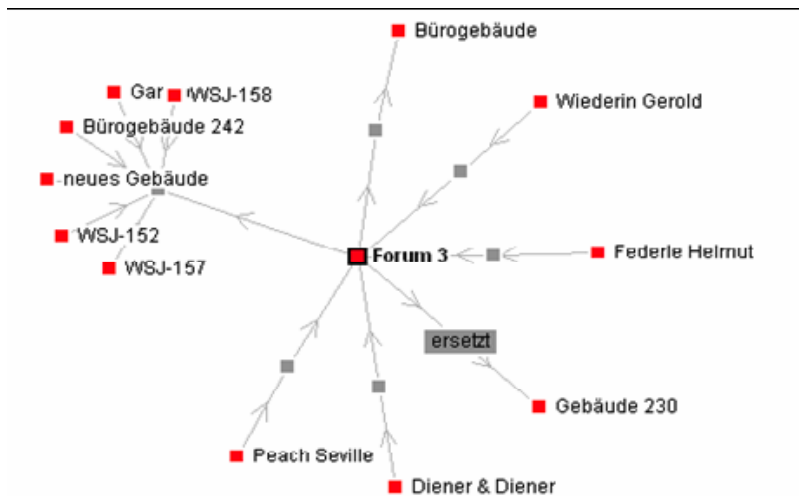 Bürogebäude
Gar
WSJ-158
Wiederin Gerold
Bürogebäude 242
neues Gebäude
WSJ-152
Forum 3
Federle Helmut
WSJ-157
ersetzt
Gebäude 230
Peach Seville
Diener & Diener